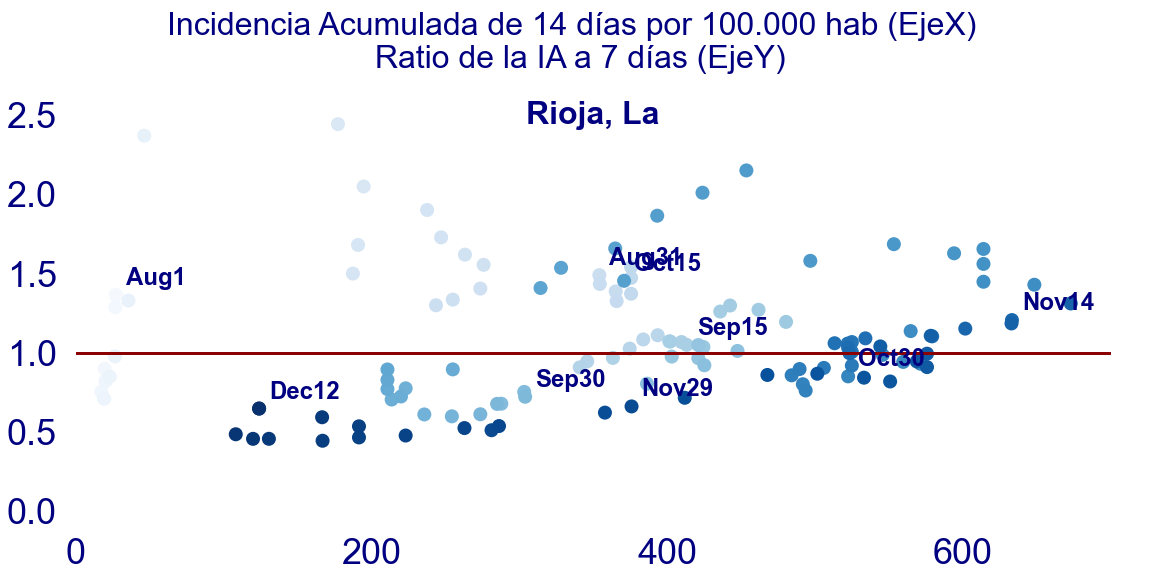 Incidencia Acumulada de 14 días por 100.000 hab (EjeX)
Ratio de la IA a 7 días (EjeY)
Rioja, La
2.5
2.0
1.5
1.0
0.5
0.0
Aug1
Aug31
Oct15
Nov14
Sep15
Oct30
Sep30
Nov29
Dec12
0
200
400
600